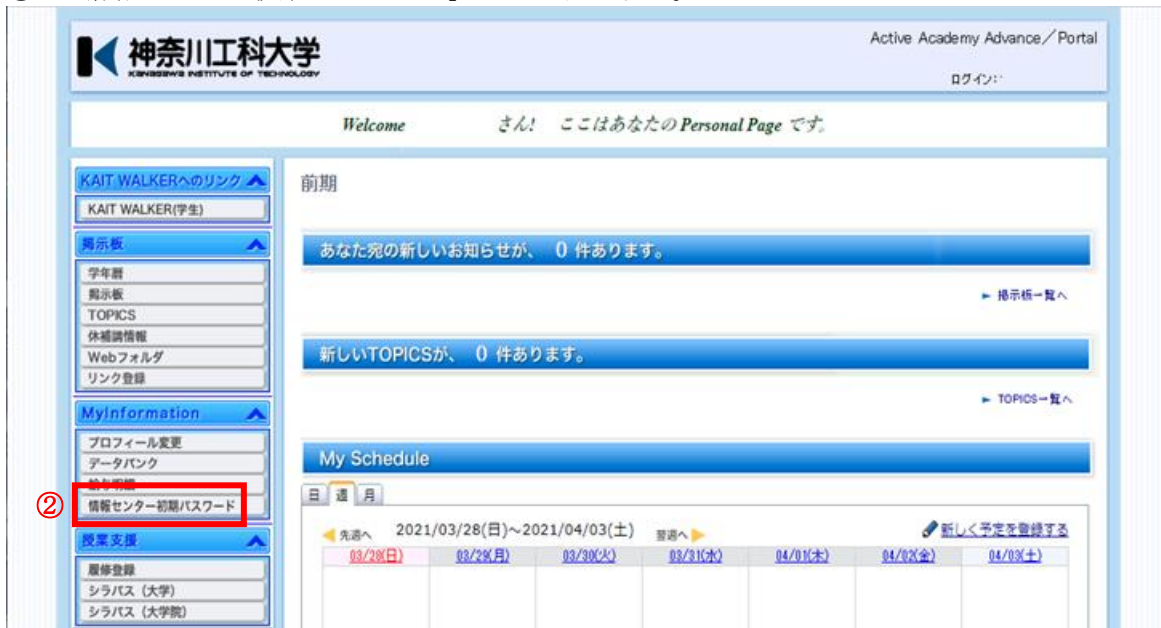 神奈川工科大学
KANAGAWA INSTITUTE OF TECHNOLOGY
Active Academy Advance／Portal
ログイン:
Welcome さん! ここはあなたの Personal Page です。
KAIT WALKERへのリンク
KAIT WALKER(学生)
掲示板
学年暦
掲示板
TOPICS
休補講情報
Webフォルダ
リンク登録
MyInformation
プロフィール変更
データバンク
②
情報センター初期パスワード
授業支援
履修登録
シラバス（大学）
シラバス（大学院）
前期
あなた宛の新しいお知らせが、 0 件あります。
► 掲示板一覧へ
新しいTOPICSが、 0 件あります。
► TOPICS一覧へ
My Schedule
日 週 月
先週へ 2021/03/28(日)～2021/04/03(土) 翌週へ 新しく予定を登録する
03/28(日) 03/29(月) 03/30(火) 03/31(水) 04/01(木) 04/02(金) 04/03(土)